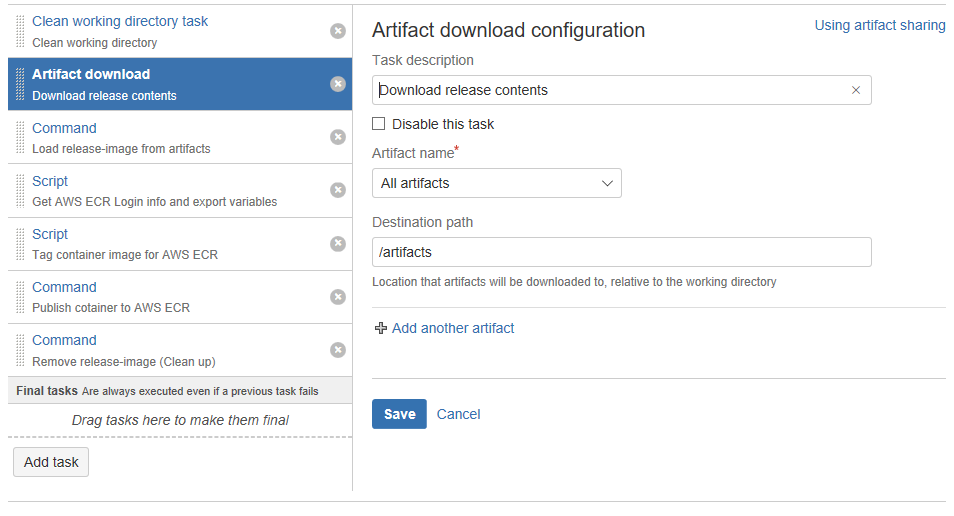 Clean working directory task
Clean working directory
Artifact download
Download release contents
Command
Load release-image from artifacts
Script
Get AWS ECR Login info and export variables
Script
Tag container image for AWS ECR
Command
Publish cotainer to AWS ECR
Command
Remove release-image (Clean up)
Final tasks Are always executed even if a previous task fails
Drag tasks here to make them final
Add task
Artifact download configuration
Using artifact sharing
Task description
Download release contents
Disable this task
Artifact name*
All artifacts
Destination path
/artifacts
Location that artifacts will be downloaded to, relative to the working directory
Add another artifact
Save Cancel